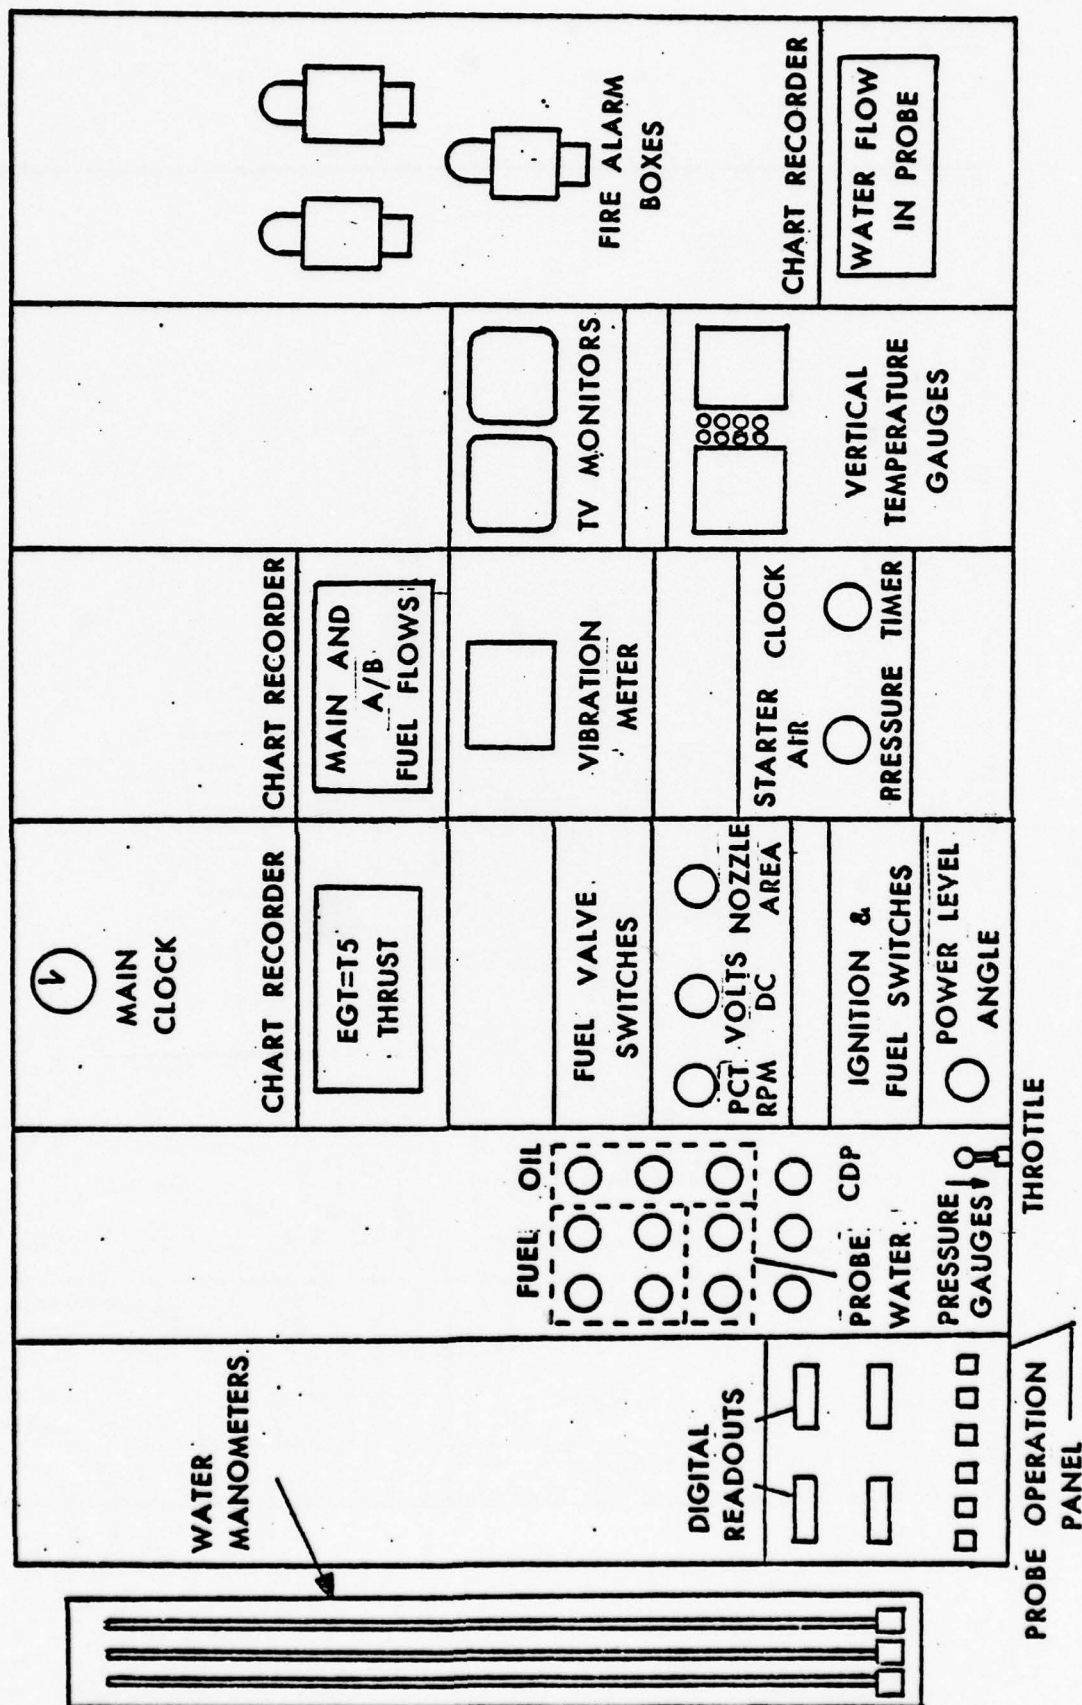 WATER
MANOMETERS
DIGITAL
READOUTS
PROBE OPERATION
PANEL
FUEL
OIL
PROBE
WATER
CDP
PRESSURE
GAUGES
THROTTLE
MAIN
CLOCK
CHART RECORDER
EGT=T5
THRUST
FUEL VALVE
SWITCHES
PCT VOLTS NOZZLE
RPM DC AREA
IGNITION &
FUEL SWITCHES
POWER LEVEL
ANGLE
CHART RECORDER
MAIN AND
A/B
FUEL FLOWS
VIBRATION
METER
STARTER CLOCK
AIR
PRESSURE TIMER
TV MONITORS
VERTICAL
TEMPERATURE
GAUGES
FIRE ALARM
BOXES
CHART RECORDER
WATER FLOW
IN PROBE